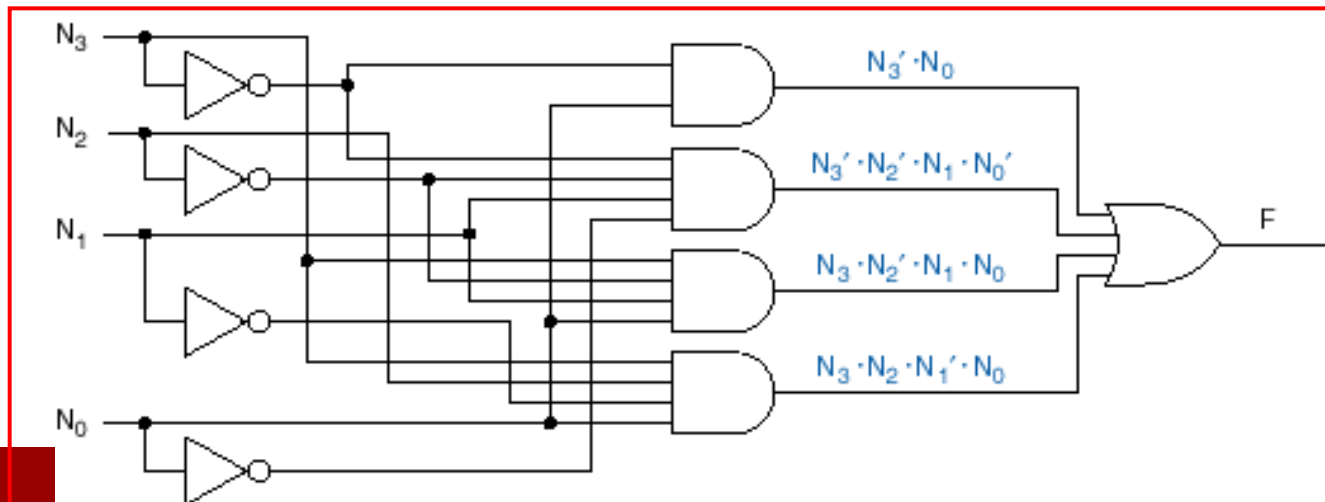 N₃
N₃′ · N₀
N₂
N₃′ · N₂′ · N₁ · N₀′
F
N₁
N₃ · N₂′ · N₁ · N₀
N₃ · N₂ · N₁′ · N₀
N₀